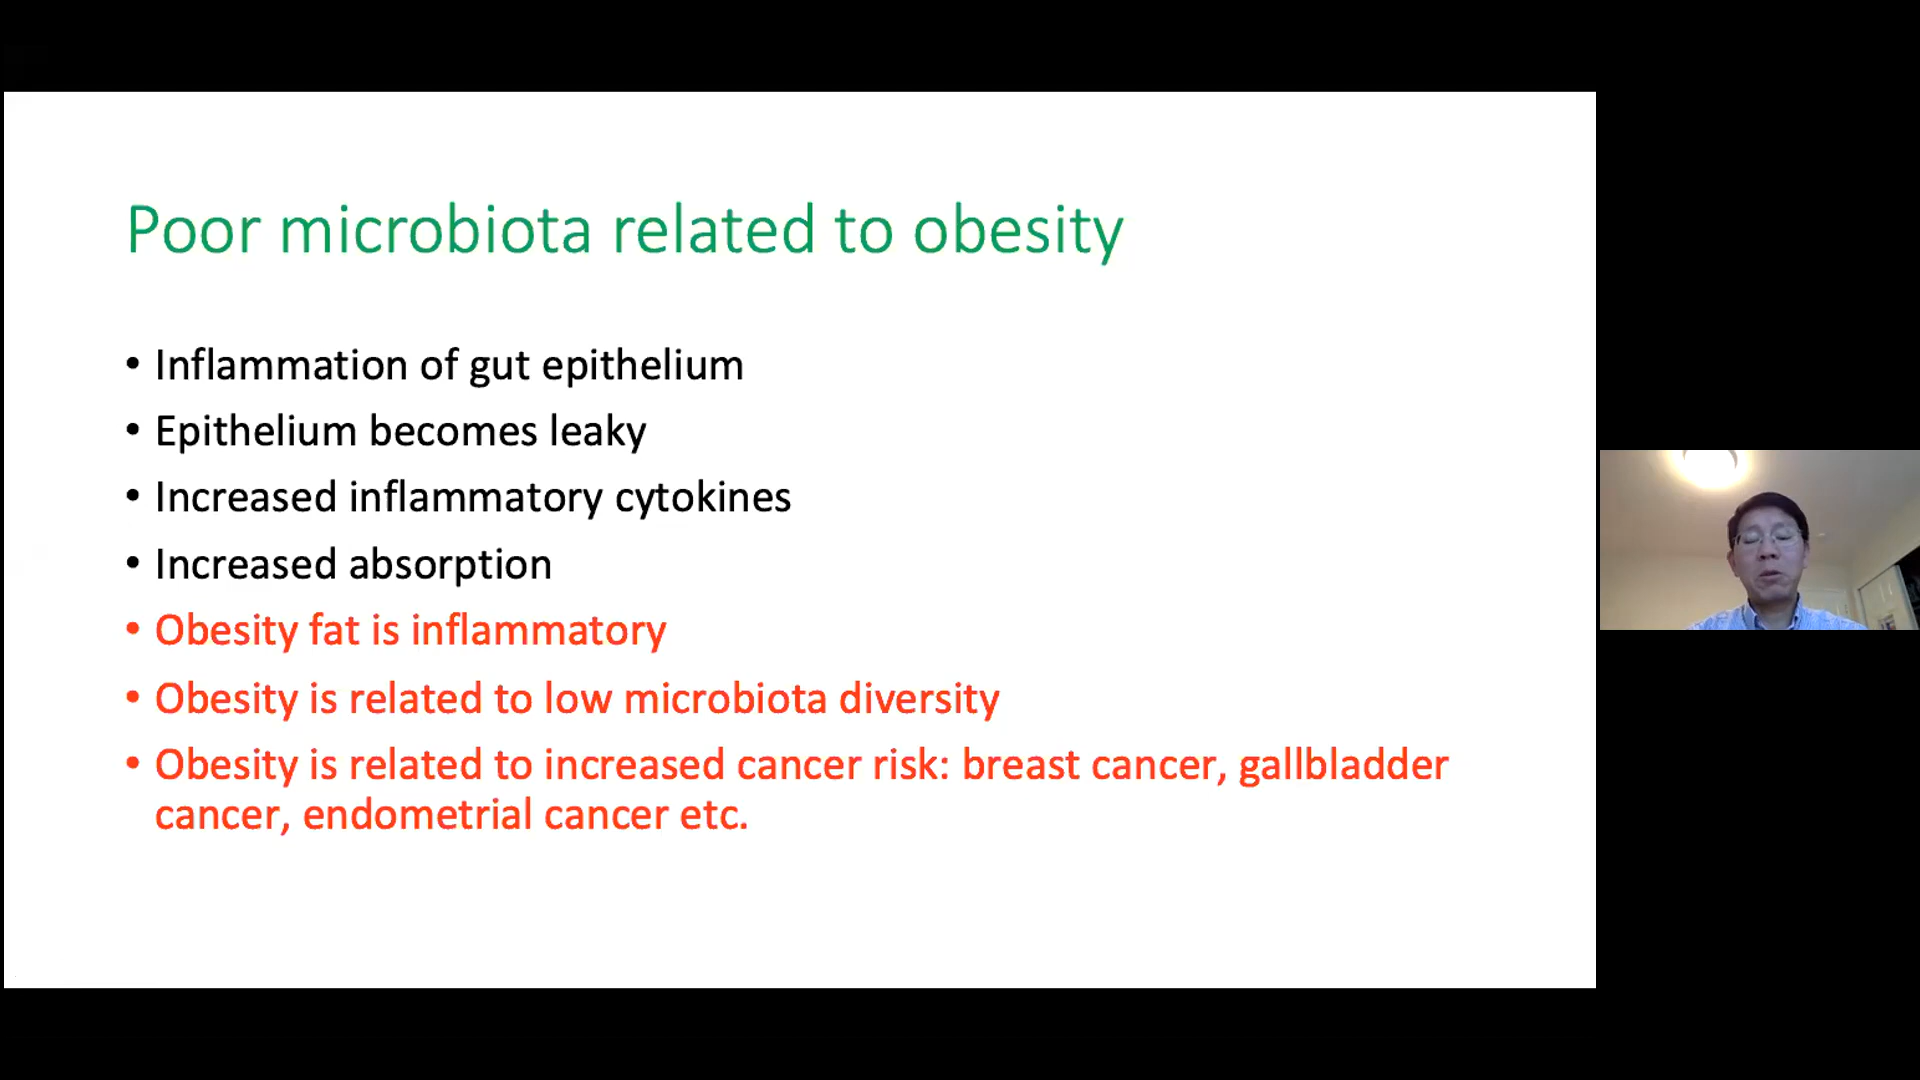 Poor microbiota related to obesity
• Inflammation of gut epithelium
• Epithelium becomes leaky
• Increased inflammatory cytokines
• Increased absorption
• Obesity fat is inflammatory
• Obesity is related to low microbiota diversity
• Obesity is related to increased cancer risk: breast cancer, gallbladder
cancer, endometrial cancer etc.